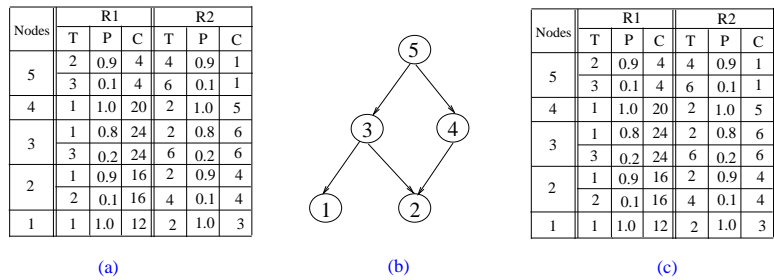 Nodes R1 R2
T P C T P C
5 2 0.9 4 4 0.9 1
3 0.1 4 6 0.1 1
4 1 1.0 20 2 1.0 5
3 1 0.8 24 2 0.8 6
3 0.2 24 6 0.2 6
2 1 0.9 16 2 0.9 4
2 0.1 16 4 0.1 4
1 1 1.0 12 2 1.0 3
(a)
5
3 4
1 2
(b)
Nodes R1 R2
T P C T P C
5 2 0.9 4 4 0.9 1
3 0.1 4 6 0.1 1
4 1 1.0 20 2 1.0 5
3 1 0.8 24 2 0.8 6
3 0.2 24 6 0.2 6
2 1 0.9 16 2 0.9 4
2 0.1 16 4 0.1 4
1 1 1.0 12 2 1.0 3
(c)